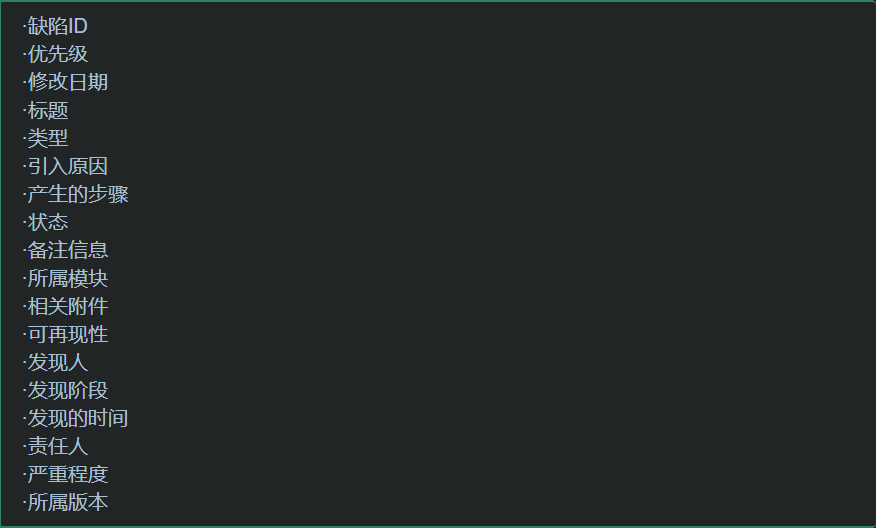 ·缺陷ID
·优先级
·修改日期
·标题
·类型
·引入原因
·产生的步骤
·状态
·备注信息
·所属模块
·相关附件
·可再现性
·发现人
·发现阶段
·发现的时间
·责任人
·严重程度
·所属版本